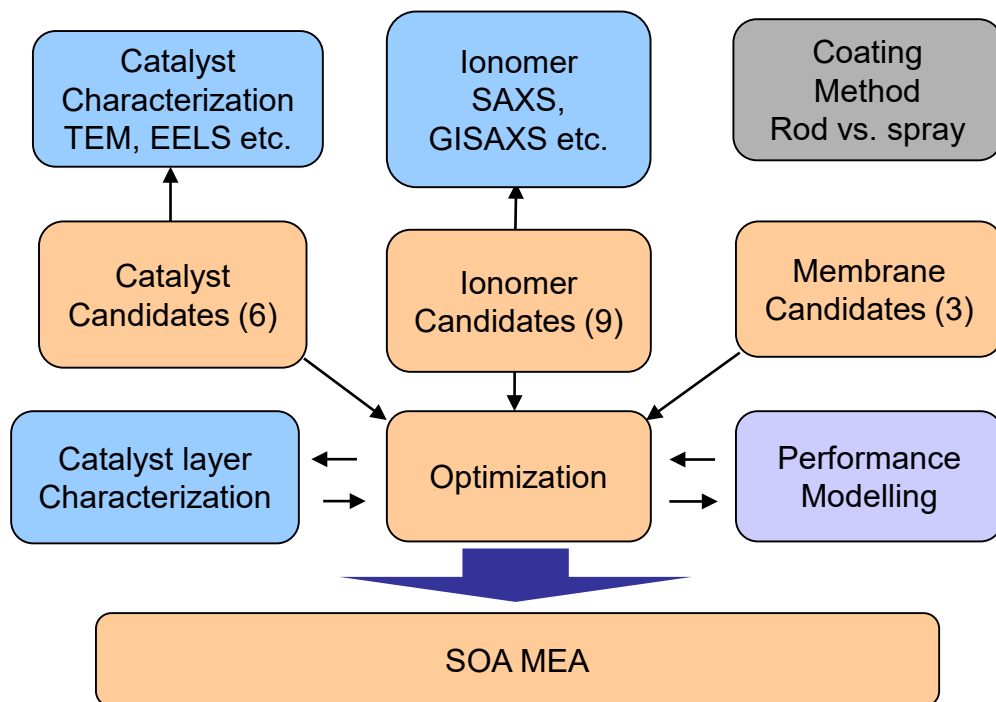 Catalyst
Characterization
TEM, EELS etc.
Ionomer
SAXS,
GISAXS etc.
Coating
Method
Rod vs. spray
Catalyst
Candidates (6)
Ionomer
Candidates (9)
Membrane
Candidates (3)
Catalyst layer
Characterization
Optimization
Performance
Modelling
SOA MEA